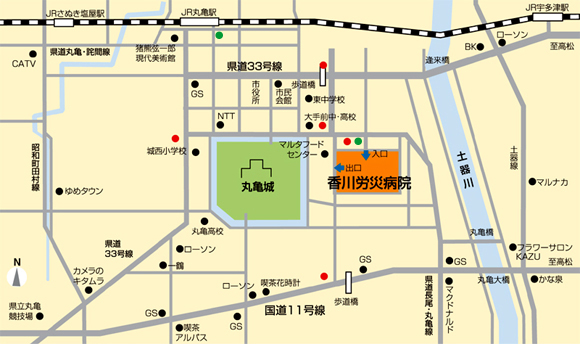 JRさぬき塩屋駅
JR丸亀駅
JR宇多津駅
猪熊弦一郎
現代美術館
県道丸亀・詫間線
CATV
県道33号線
歩道橋
蓬来橋
ローソン
BK
至高松
GS
市役所
市民会館
東中学校
NTT
大手前中・高校
城西小学校
マルタフード
センター
入口
出口
香川労災病院
丸亀城
昭和町田村線
ゆめタウン
土器川
土器線
マルナカ
丸亀高校
丸亀橋
県道
33号線
ローソン
一鶴
カメラの
キタムラ
GS
GS
フラワーサロン
KAZU
至高松
N
喫茶花時計
ローソン
歩道橋
丸亀大橋
かな泉
県立丸亀
競技場
GS
喫茶
アルパス
GS
国道11号線
県道長尾・丸亀線
マクドナルド